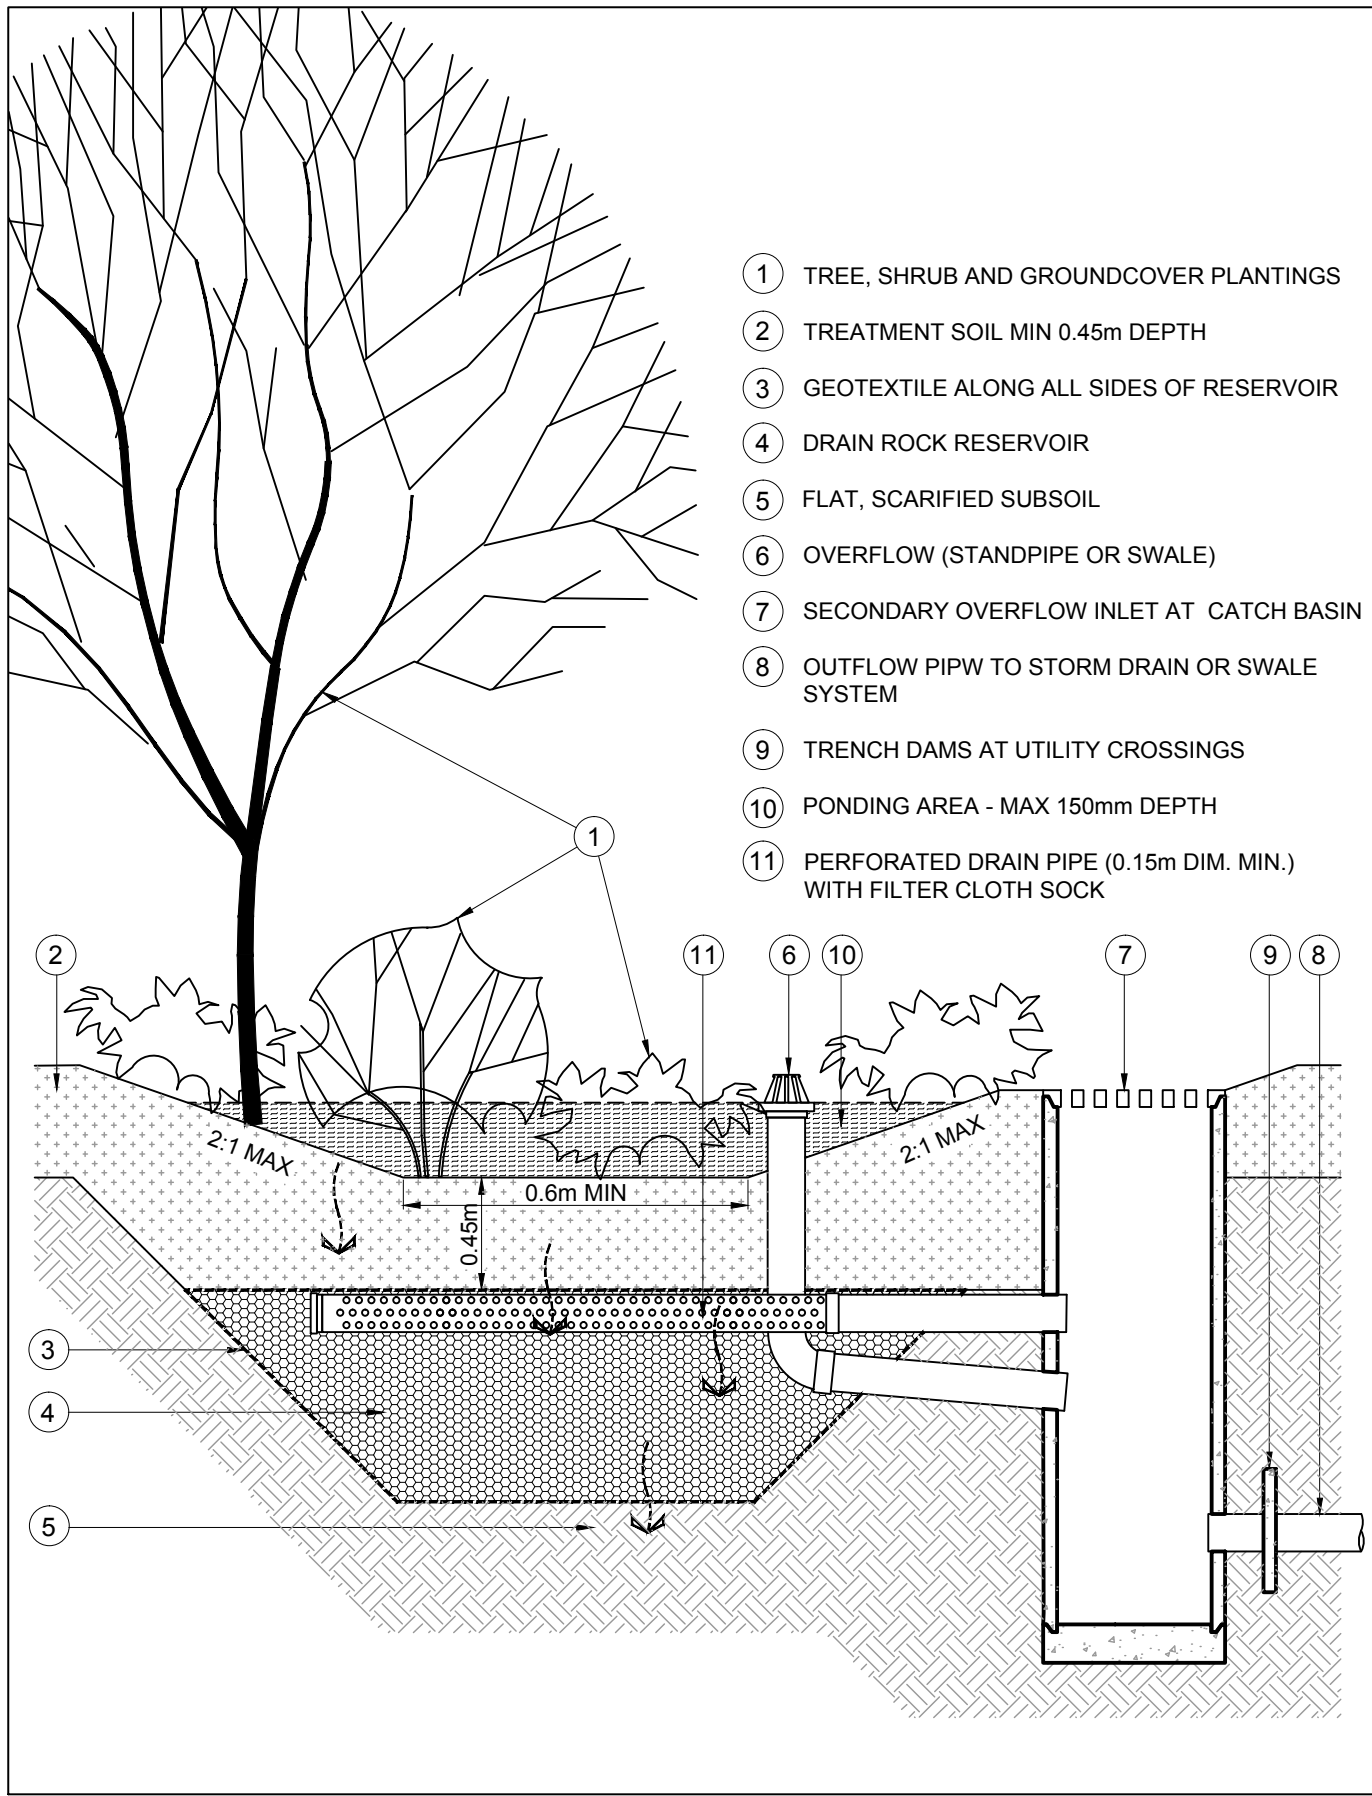 1 TREE, SHRUB AND GROUNDCOVER PLANTINGS
2 TREATMENT SOIL MIN 0.45m DEPTH
3 GEOTEXTILE ALONG ALL SIDES OF RESERVOIR
4 DRAIN ROCK RESERVOIR
5 FLAT, SCARIFIED SUBSOIL
6 OVERFLOW (STANDPIPE OR SWALE)
7 SECONDARY OVERFLOW INLET AT CATCH BASIN
8 OUTFLOW PIPW TO STORM DRAIN OR SWALE
SYSTEM
9 TRENCH DAMS AT UTILITY CROSSINGS
10 PONDING AREA - MAX 150mm DEPTH
11 PERFORATED DRAIN PIPE (0.15m DIM. MIN.)
WITH FILTER CLOTH SOCK
1
2 11 6 10 7 9 8
2:1 MAX 2:1 MAX
0.6m MIN
0.45m
3
4
5